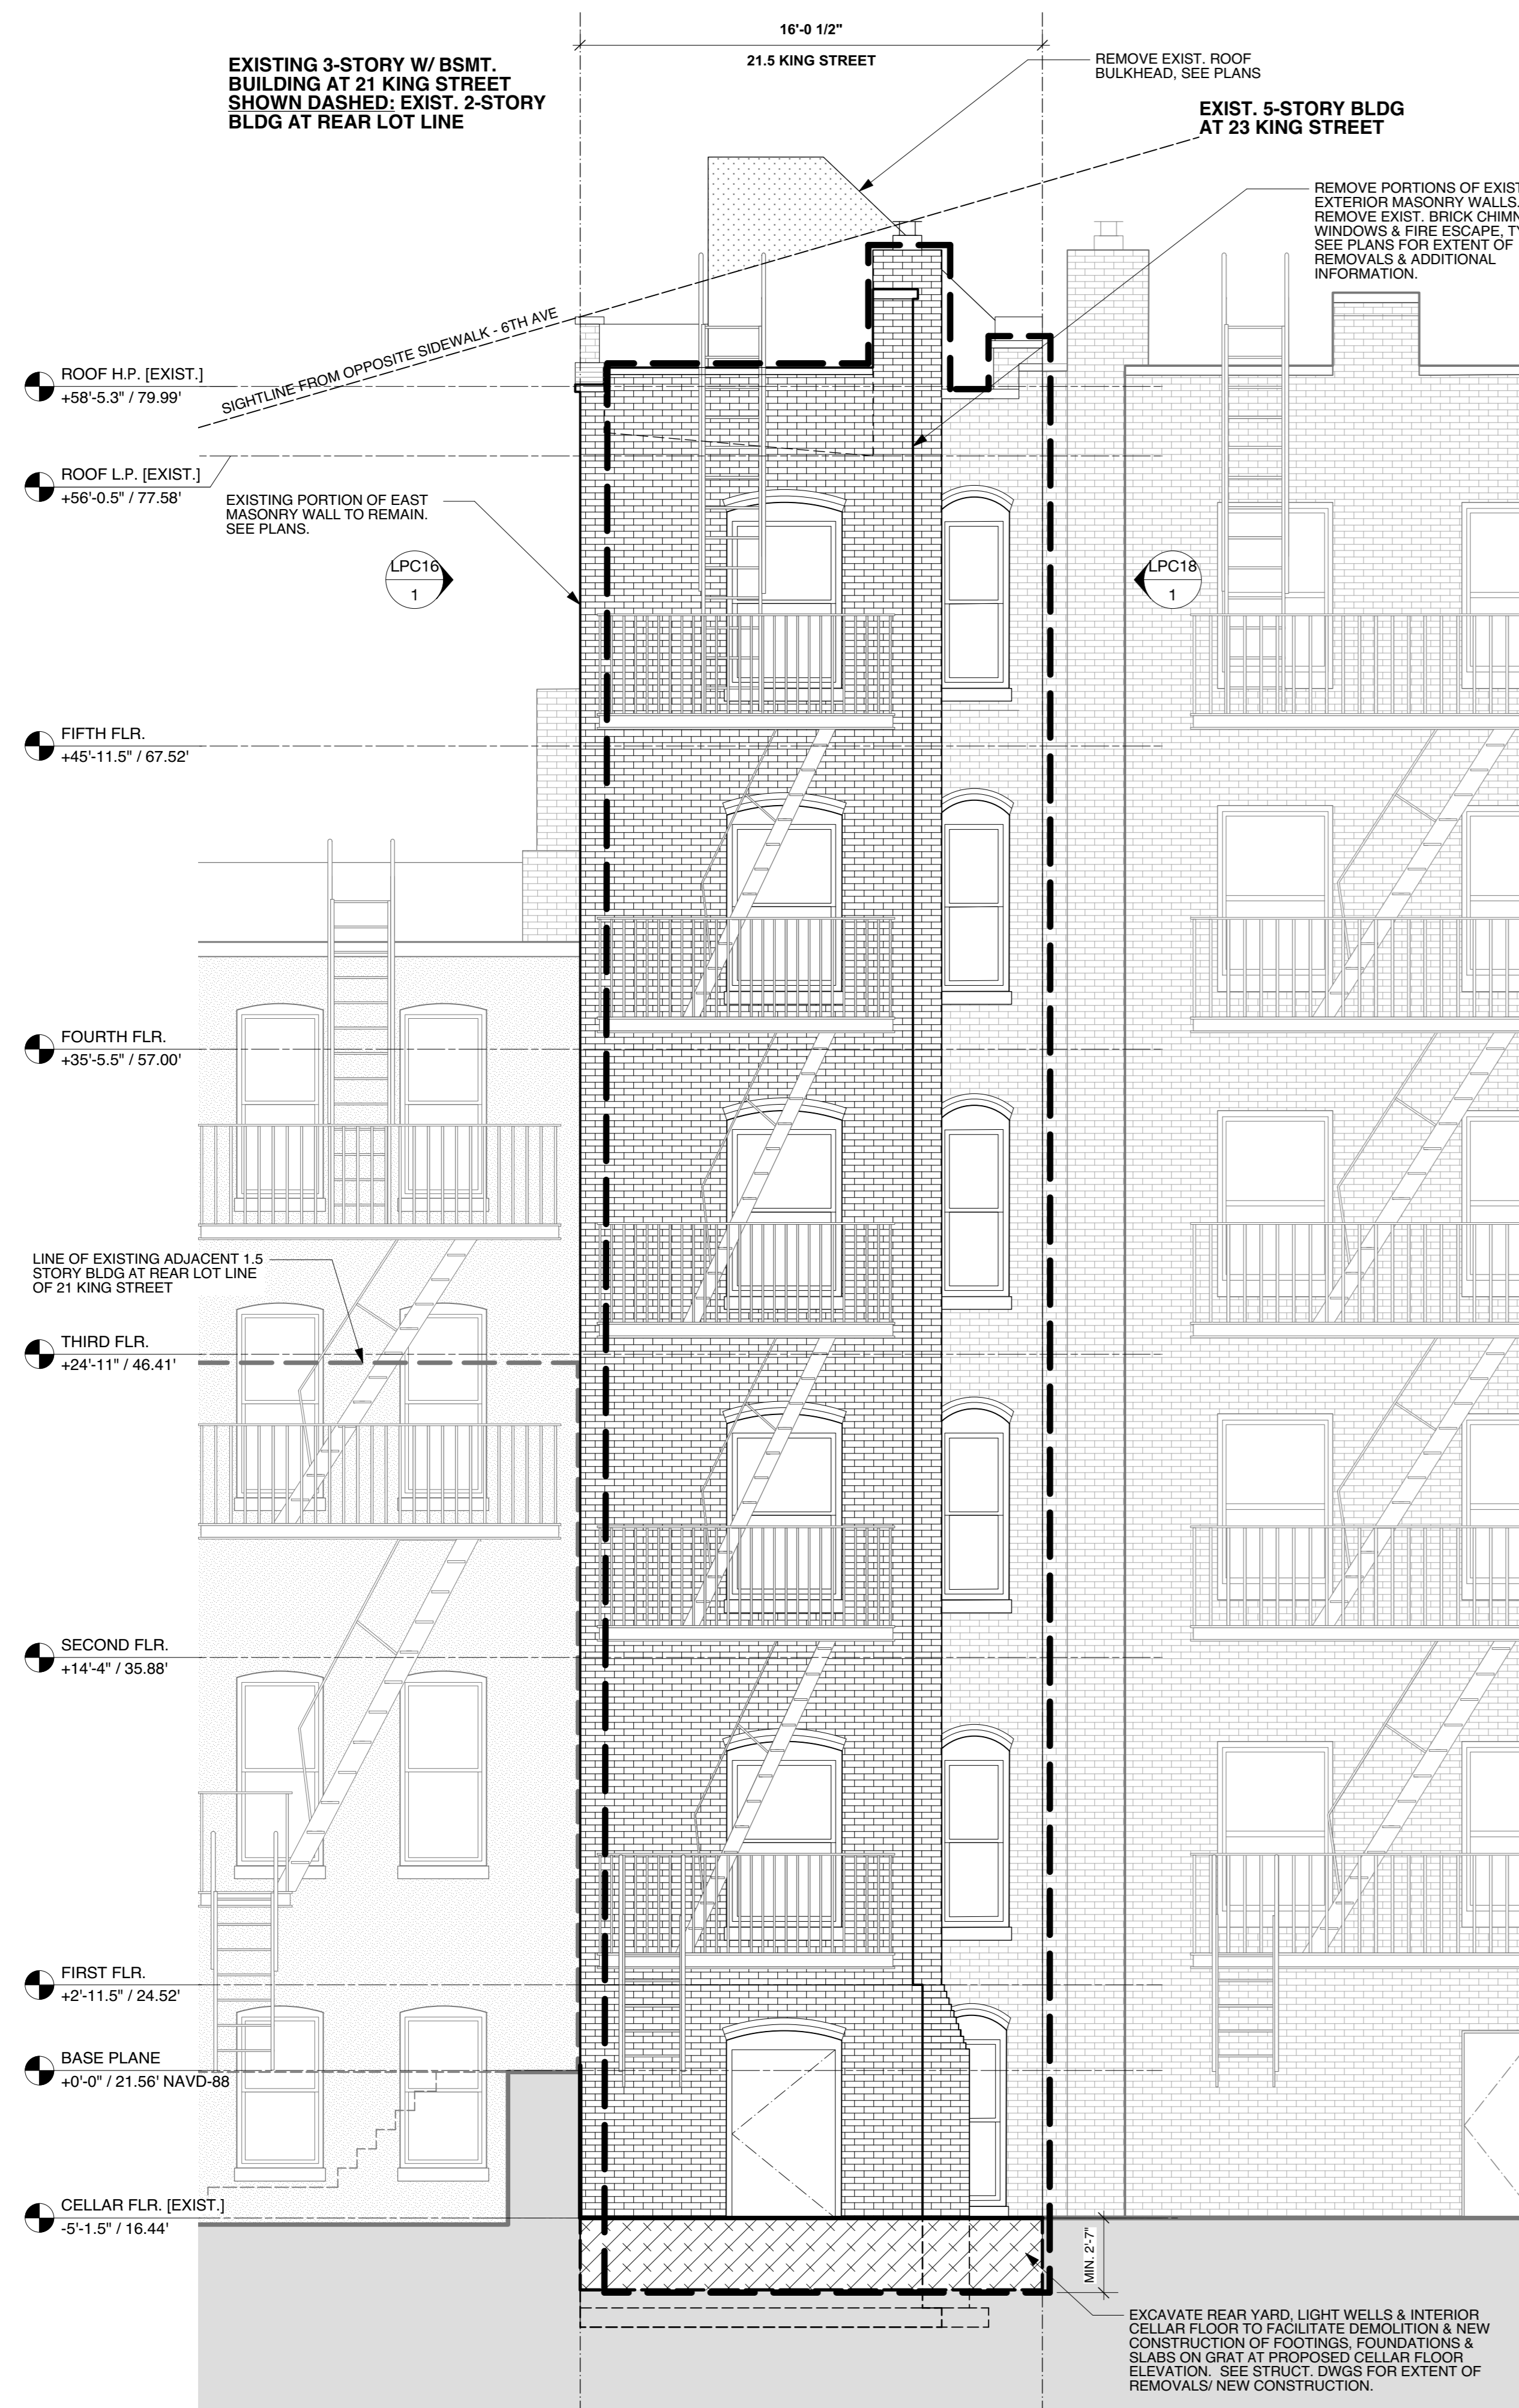 16'-0 1/2"
21.5 KING STREET
EXISTING 3-STORY W/ BSMT.
BUILDING AT 21 KING STREET
SHOWN DASHED: EXIST. 2-STORY
BLDG AT REAR LOT LINE
REMOVE EXIST. ROOF
BULKHEAD, SEE PLANS
EXIST. 5-STORY BLDG
AT 23 KING STREET
REMOVE PORTIONS OF EXIST
EXTERIOR MASONRY WALLS.
REMOVE EXIST. BRICK CHIMN
WINDOWS & FIRE ESCAPE, TY
SEE PLANS FOR EXTENT OF
REMOVALS & ADDITIONAL
INFORMATION.
SIGHTLINE FROM OPPOSITE SIDEWALK - 6TH AVE
ROOF H.P. [EXIST.]
+58'-5.3" / 79.99'
ROOF L.P. [EXIST.]
+56'-0.5" / 77.58'
EXISTING PORTION OF EAST
MASONRY WALL TO REMAIN.
SEE PLANS.
LPC16
1
LPC18
1
FIFTH FLR.
+45'-11.5" / 67.52'
FOURTH FLR.
+35'-5.5" / 57.00'
LINE OF EXISTING ADJACENT 1.5
STORY BLDG AT REAR LOT LINE
OF 21 KING STREET
THIRD FLR.
+24'-11" / 46.41'
SECOND FLR.
+14'-4" / 35.88'
FIRST FLR.
+2'-11.5" / 24.52'
BASE PLANE
+0'-0" / 21.56' NAVD-88
CELLAR FLR. [EXIST.]
-5'-1.5" / 16.44'
MIN. 2'-7"
EXCAVATE REAR YARD, LIGHT WELLS & INTERIOR
CELLAR FLOOR TO FACILITATE DEMOLITION & NEW
CONSTRUCTION OF FOOTINGS, FOUNDATIONS &
SLABS ON GRAT AT PROPOSED CELLAR FLOOR
ELEVATION. SEE STRUCT. DWGS FOR EXTENT OF
REMOVALS/ NEW CONSTRUCTION.